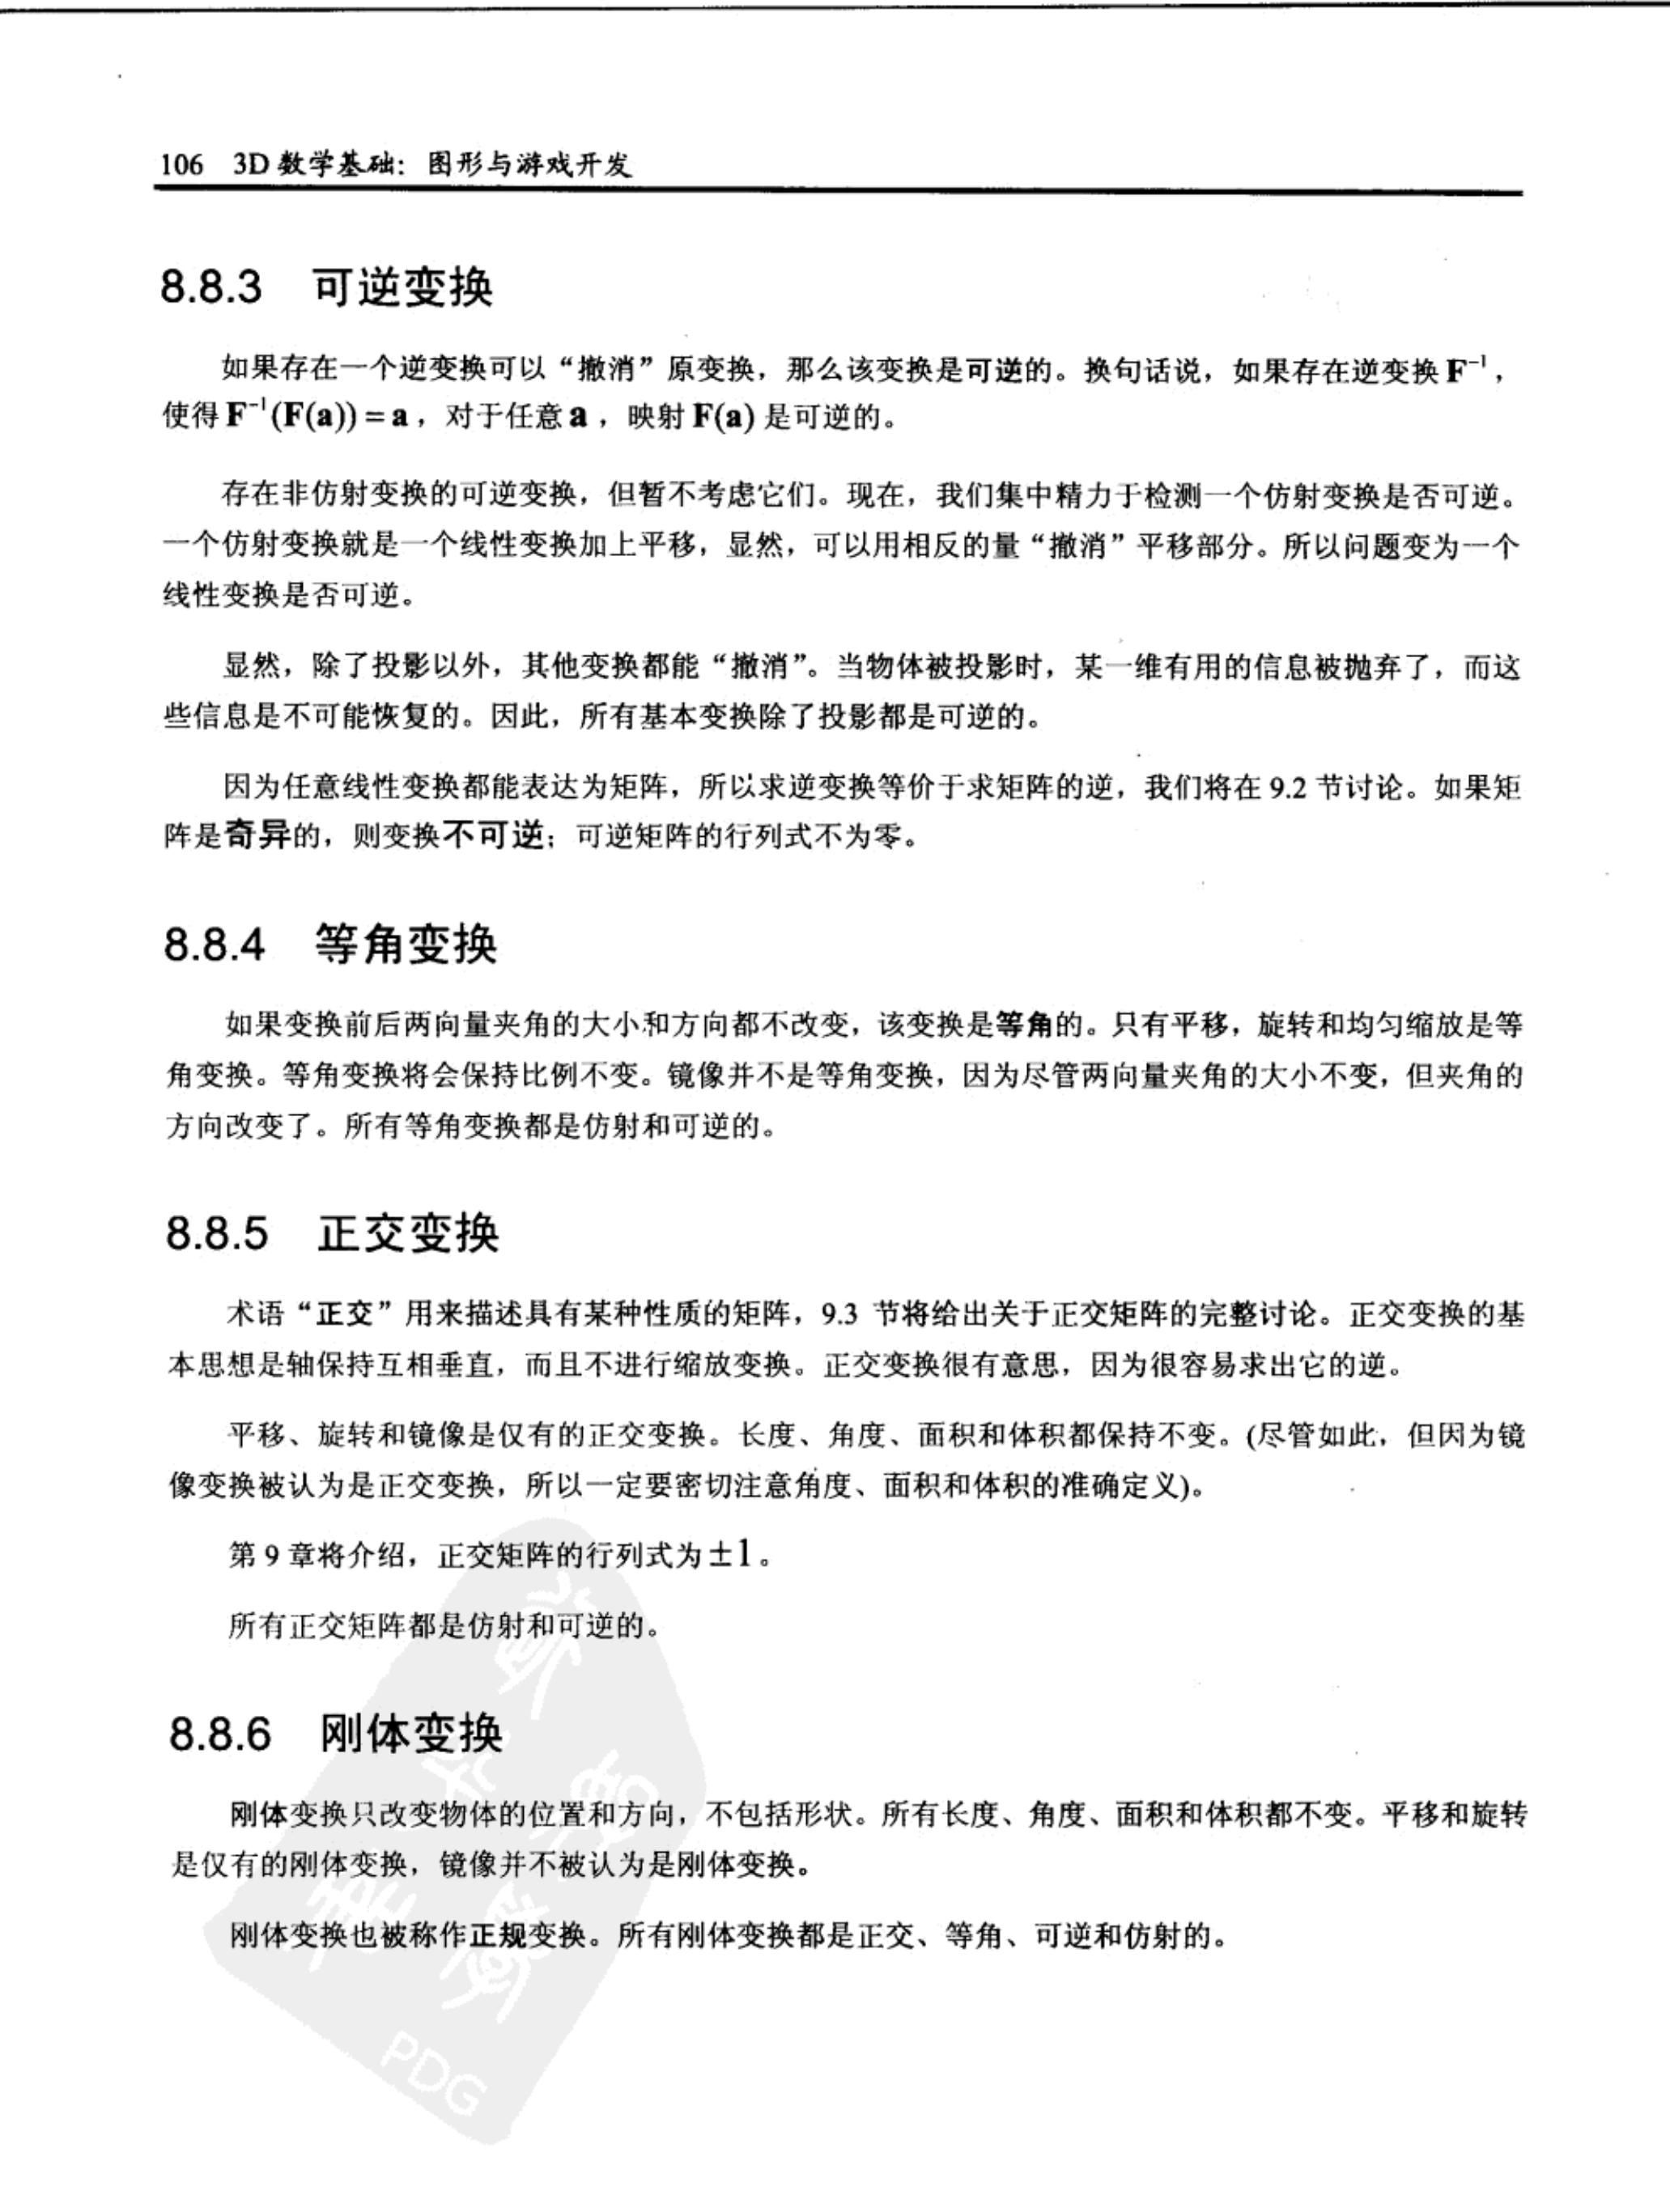 106 3D 数学基础：图形与游戏开发
8.8.3 可逆变换
如果存在一个逆变换可以“撤消”原变换，那么该变换是可逆的。换句话说，如果存在逆变换 F⁻¹，
使得 F⁻¹(F(a)) = a，对于任意 a，映射 F(a) 是可逆的。
存在非仿射变换的可逆变换，但暂不考虑它们。现在，我们集中精力于检测一个仿射变换是否可逆。
一个仿射变换就是一个线性变换加上平移，显然，可以用相反的量“撤消”平移部分。所以问题变为一个
线性变换是否可逆。
显然，除了投影以外，其他变换都能“撤消”。当物体被投影时，某一维有用的信息被抛弃了，而这
些信息是不可能恢复的。因此，所有基本变换除了投影都是可逆的。
因为任意线性变换都能表达为矩阵，所以求逆变换等价于求矩阵的逆，我们将在 9.2 节讨论。如果矩
阵是奇异的，则变换不可逆；可逆矩阵的行列式不为零。
8.8.4 等角变换
如果变换前后两向量夹角的大小和方向都不改变，该变换是等角的。只有平移，旋转和均匀缩放是等
角变换。等角变换将会保持比例不变。镜像并不是等角变换，因为尽管两向量夹角的大小不变，但夹角的
方向改变了。所有等角变换都是仿射和可逆的。
8.8.5 正交变换
术语“正交”用来描述具有某种性质的矩阵，9.3 节将给出关于正交矩阵的完整讨论。正交变换的基
本思想是轴保持互相垂直，而且不进行缩放变换。正交变换很有意思，因为很容易求出它的逆。
平移、旋转和镜像是仅有的正交变换。长度、角度、面积和体积都保持不变。(尽管如此，但因为镜
像变换被认为是正交变换，所以一定要密切注意角度、面积和体积的准确定义)。
第 9 章将介绍，正交矩阵的行列式为 ±1。
所有正交矩阵都是仿射和可逆的。
8.8.6 刚体变换
刚体变换只改变物体的位置和方向，不包括形状。所有长度、角度、面积和体积都不变。平移和旋转
是仅有的刚体变换，镜像并不被认为是刚体变换。
刚体变换也被称作正规变换。所有刚体变换都是正交、等角、可逆和仿射的。
PDG